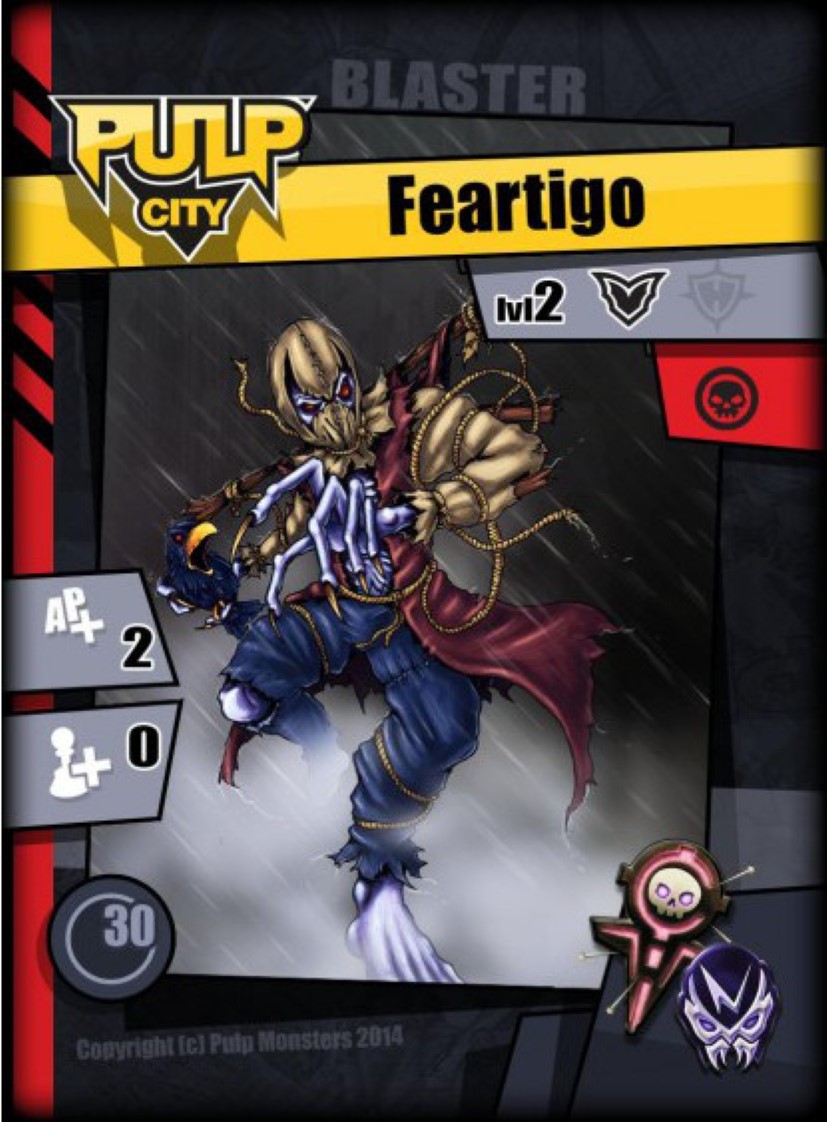 BLASTER
PULP
CITY
Feartigo
lvl2
AP+
2
+ 0
30
Copyright (c) Pulp Monsters 2014